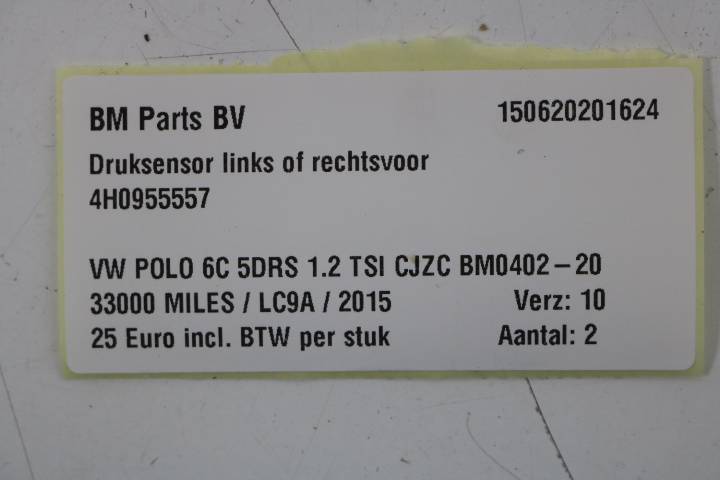 BM Parts BV 150620201624
Druksensor links of rechtsvoor
4H0955557
VW POLO 6C 5DRS 1.2 TSI CJZC BM0402-20
33000 MILES / LC9A / 2015 Verz: 10
25 Euro incl. BTW per stuk Aantal: 2